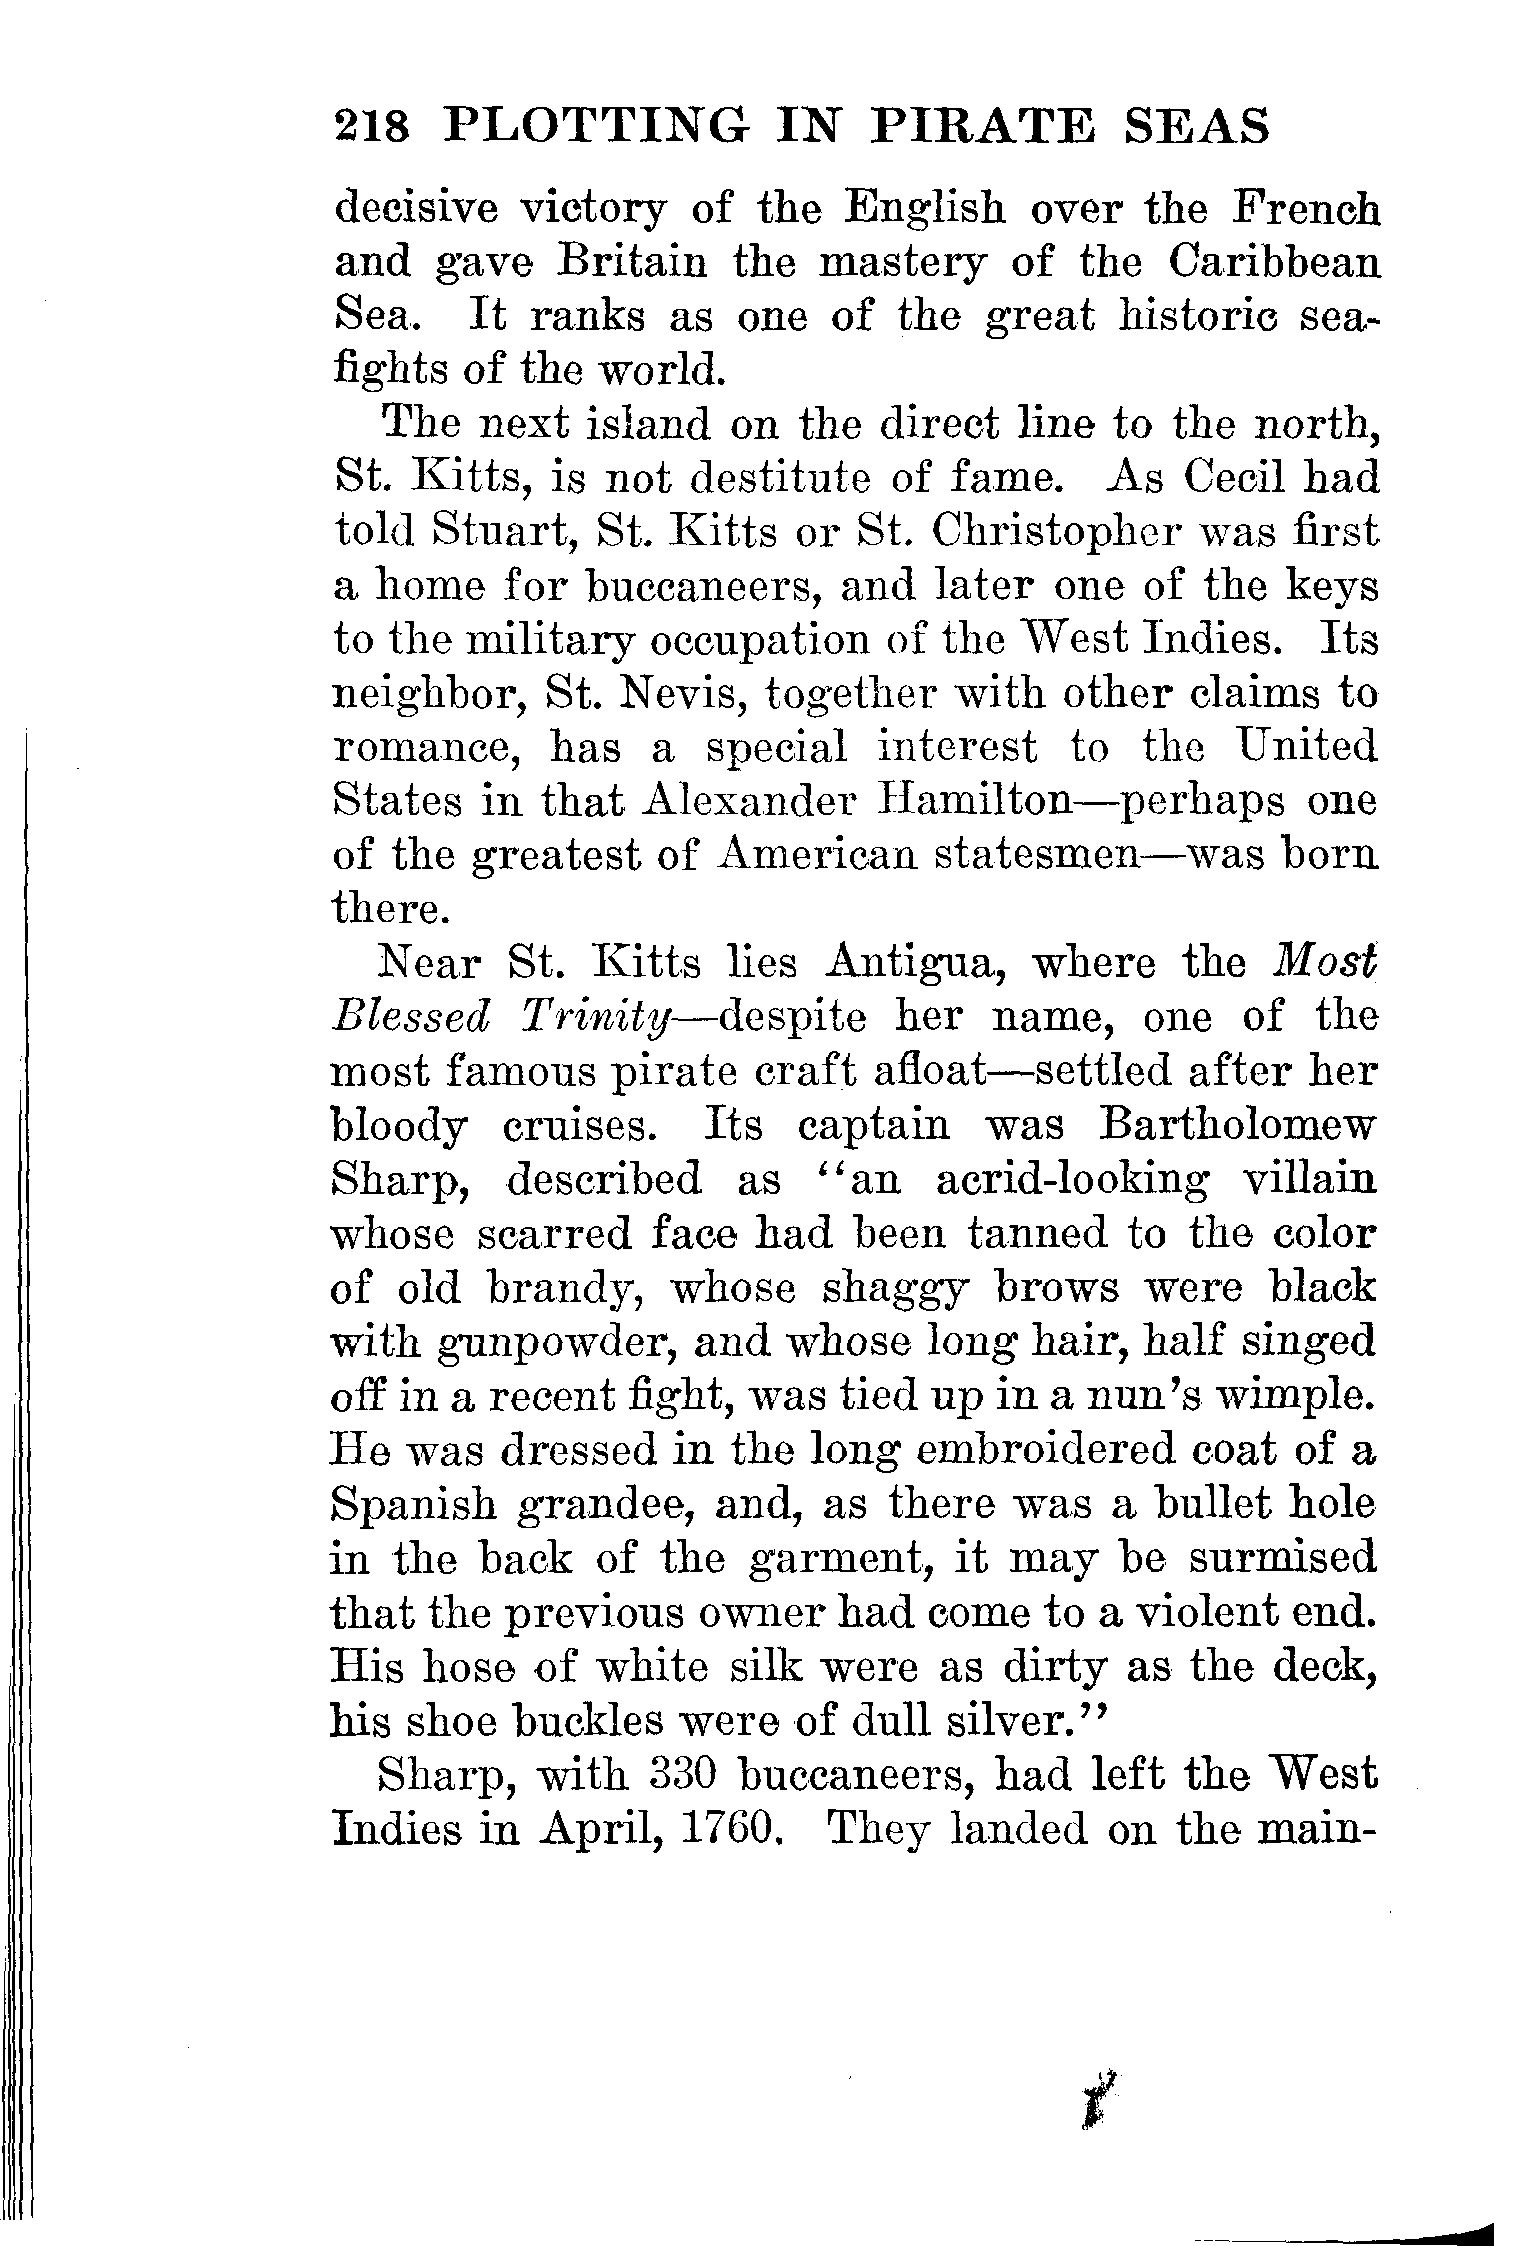 218 PLOTTING IN PIRATE SEAS
decisive victory of the English over the French
and gave Britain the mastery of the Caribbean
Sea. It ranks as one of the great historic sea-
fights of the world.
The next island on the direct line to the north,
St. Kitts, is not destitute of fame. As Cecil had
told Stuart, St. Kitts or St. Christopher was first
a home for buccaneers, and later one of the keys
to the military occupation of the West Indies. Its
neighbor, St. Nevis, together with other claims to
romance, has a special interest to the United
States in that Alexander Hamilton—perhaps one
of the greatest of American statesmen—was born
there.
Near St. Kitts lies Antigua, where the Most
Blessed Trinity—despite her name, one of the
most famous pirate craft afloat—settled after her
bloody cruises. Its captain was Bartholomew
Sharp, described as "an acrid-looking villain
whose scarred face had been tanned to the color
of old brandy, whose shaggy brows were black
with gunpowder, and whose long hair, half singed
off in a recent fight, was tied up in a nun's wimple.
He was dressed in the long embroidered coat of a
Spanish grandee, and, as there was a bullet hole
in the back of the garment, it may be surmised
that the previous owner had come to a violent end.
His hose of white silk were as dirty as the deck,
his shoe buckles were of dull silver."
Sharp, with 330 buccaneers, had left the West
Indies in April, 1760. They landed on the main-